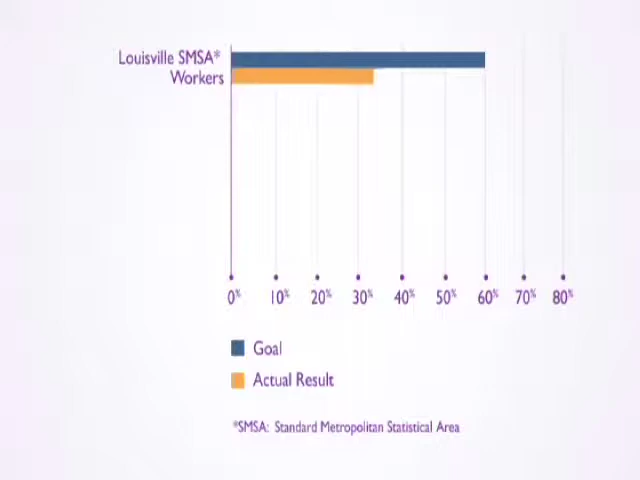 Louisville SMSA*
Workers
0% 10% 20% 30% 40% 50% 60% 70% 80%
Goal
Actual Result
*SMSA: Standard Metropolitan Statistical Area